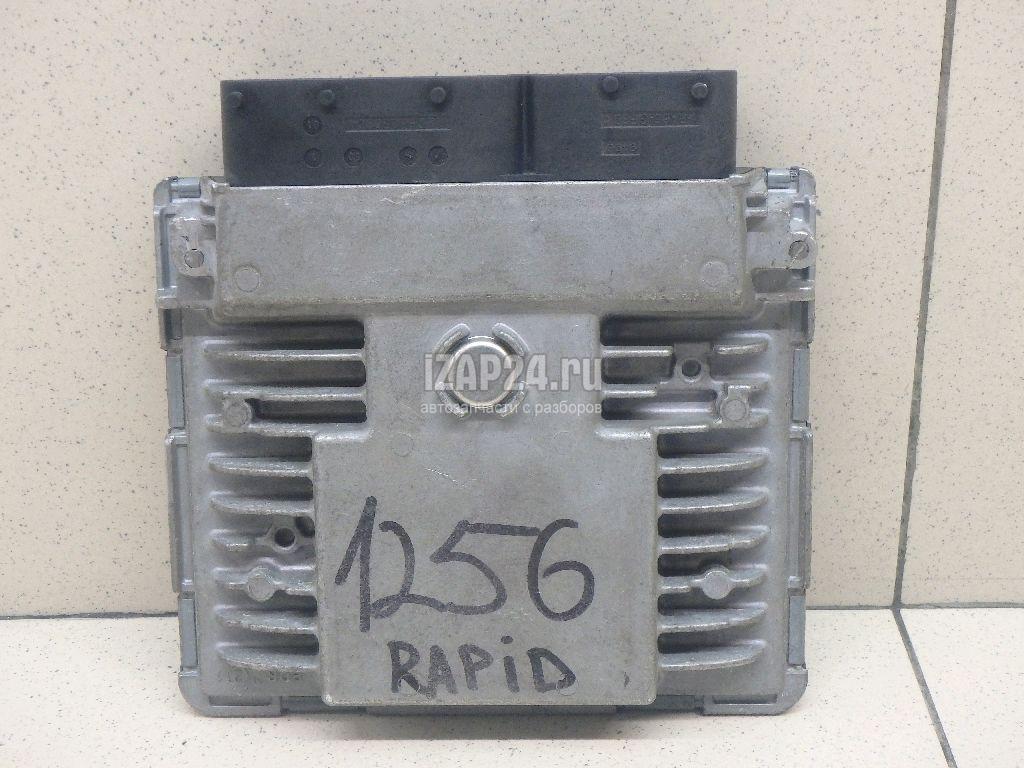 iZAP24.ru
автозапчасти с разборов
1256
RAPiD